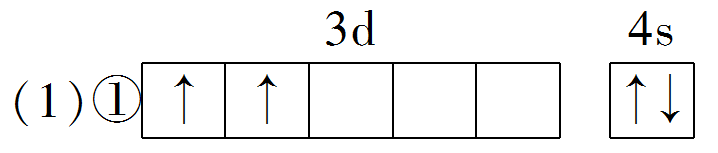 3d 4s
(1)① ↑ ↑ ↑↓